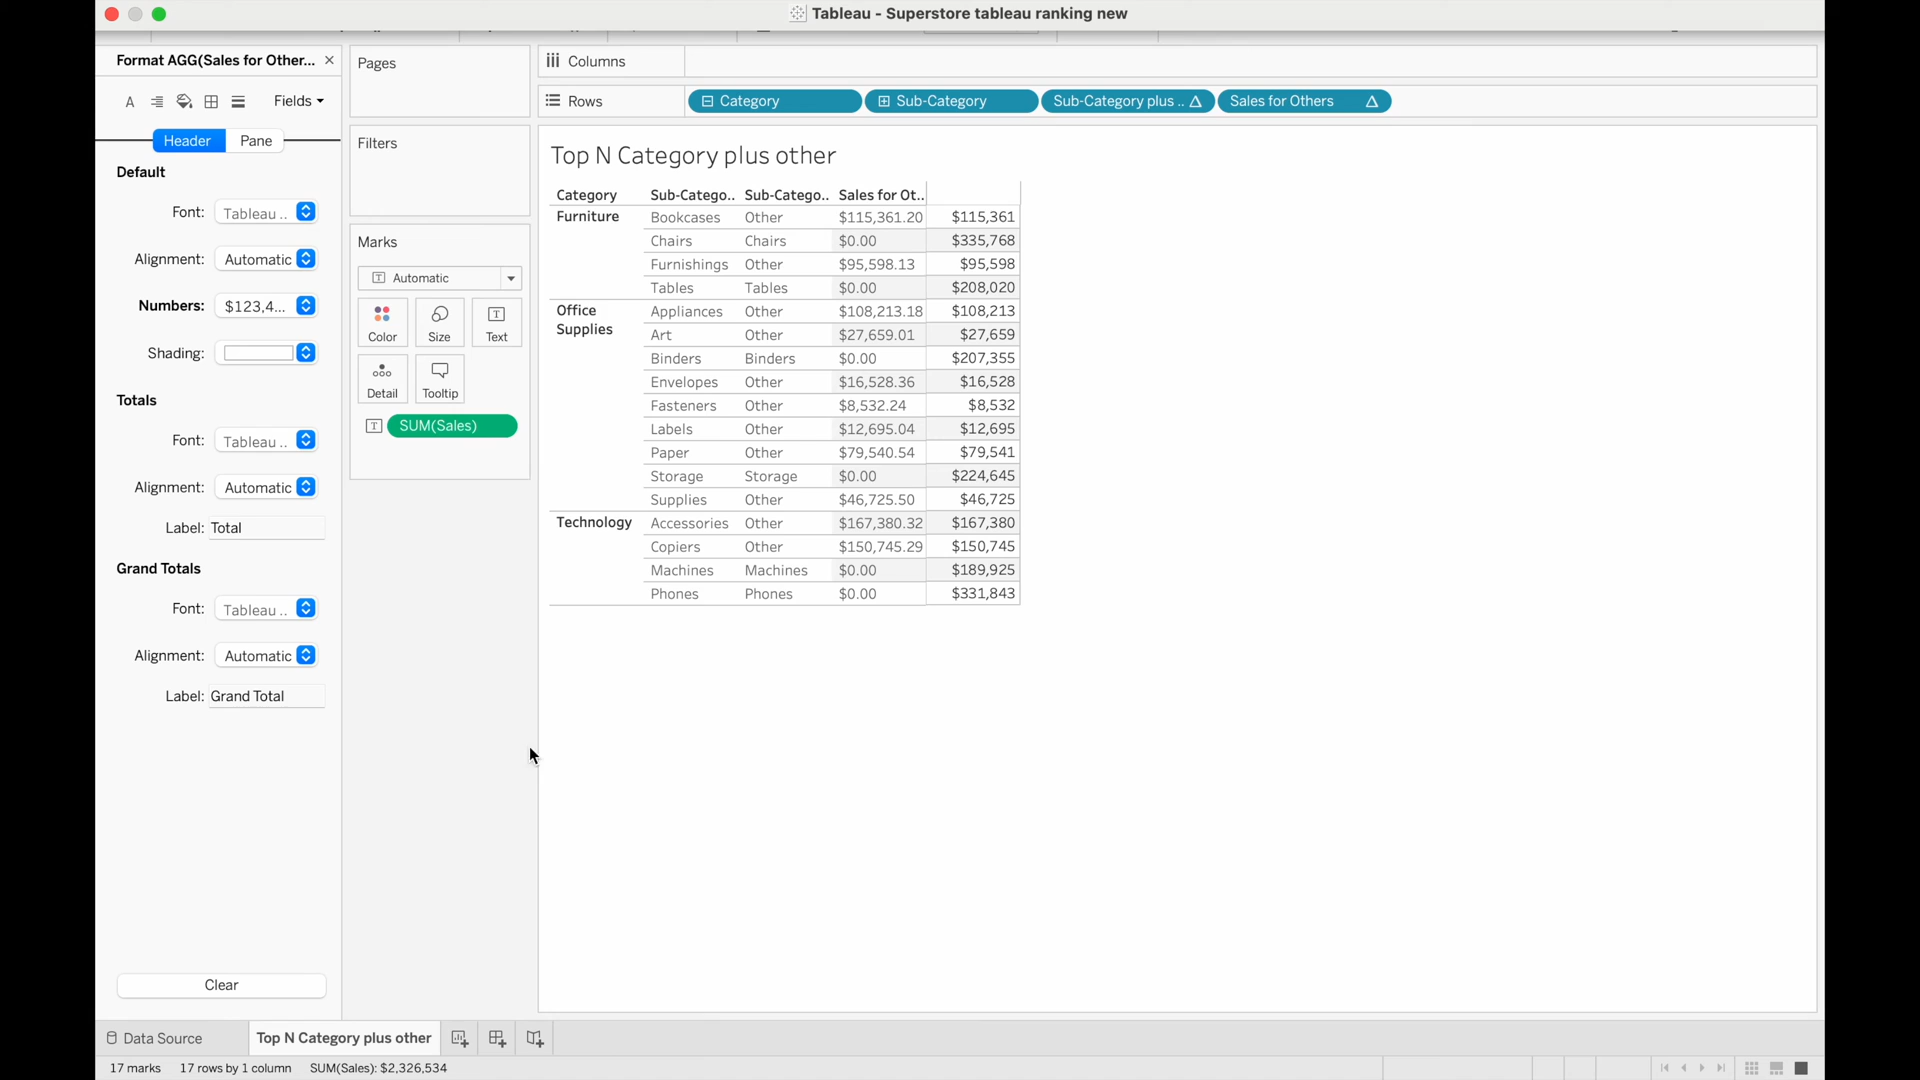 Tableau - Superstore tableau ranking new
Format AGG(Sales for Other...
Fields
Header Pane
Default
Font: Tableau ..
Alignment: Automatic
Numbers: $123,4...
Shading:
Totals
Font: Tableau ..
Alignment: Automatic
Label: Total
Grand Totals
Font: Tableau ..
Alignment: Automatic
Label: Grand Total
Clear
Pages
Filters
Marks
Automatic
Color Size Text
Detail Tooltip
SUM(Sales)
Columns
Rows Category Sub-Category Sub-Category plus .. Sales for Others
Top N Category plus other
Category Sub-Catego.. Sub-Catego.. Sales for Ot..
Furniture Bookcases Other $115,361.20 $115,361
Chairs Chairs $0.00 $335,768
Furnishings Other $95,598.13 $95,598
Tables Tables $0.00 $208,020
Office Supplies Appliances Other $108,213.18 $108,213
Art Other $27,659.01 $27,659
Binders Binders $0.00 $207,355
Envelopes Other $16,528.36 $16,528
Fasteners Other $8,532.24 $8,532
Labels Other $12,695.04 $12,695
Paper Other $79,540.54 $79,541
Storage Storage $0.00 $224,645
Supplies Other $46,725.50 $46,725
Technology Accessories Other $167,380.32 $167,380
Copiers Other $150,745.29 $150,745
Machines Machines $0.00 $189,925
Phones Phones $0.00 $331,843
Data Source Top N Category plus other
17 marks 17 rows by 1 column SUM(Sales): $2,326,534